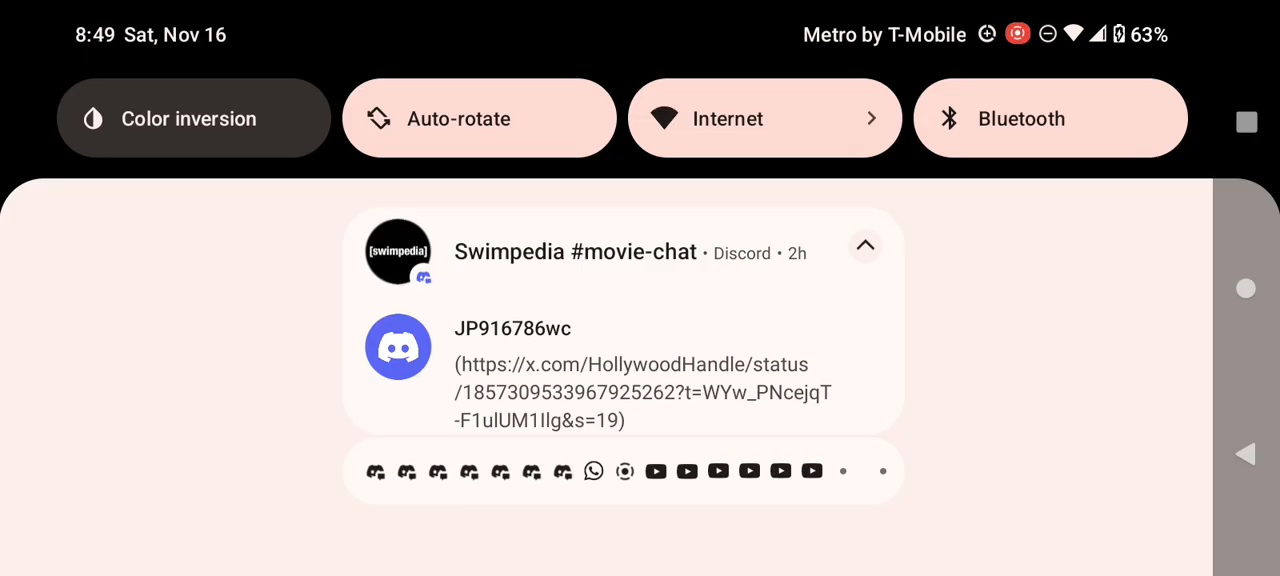 8:49 Sat, Nov 16
Metro by T-Mobile 63%
Color inversion
Auto-rotate
Internet
Bluetooth
[swimpedia]
Swimpedia #movie-chat • Discord • 2h
JP916786wc
(https://x.com/HollywoodHandle/status
/1857309533967925262?t=WYw_PNcejqT
-F1ulUM1Ilg&s=19)